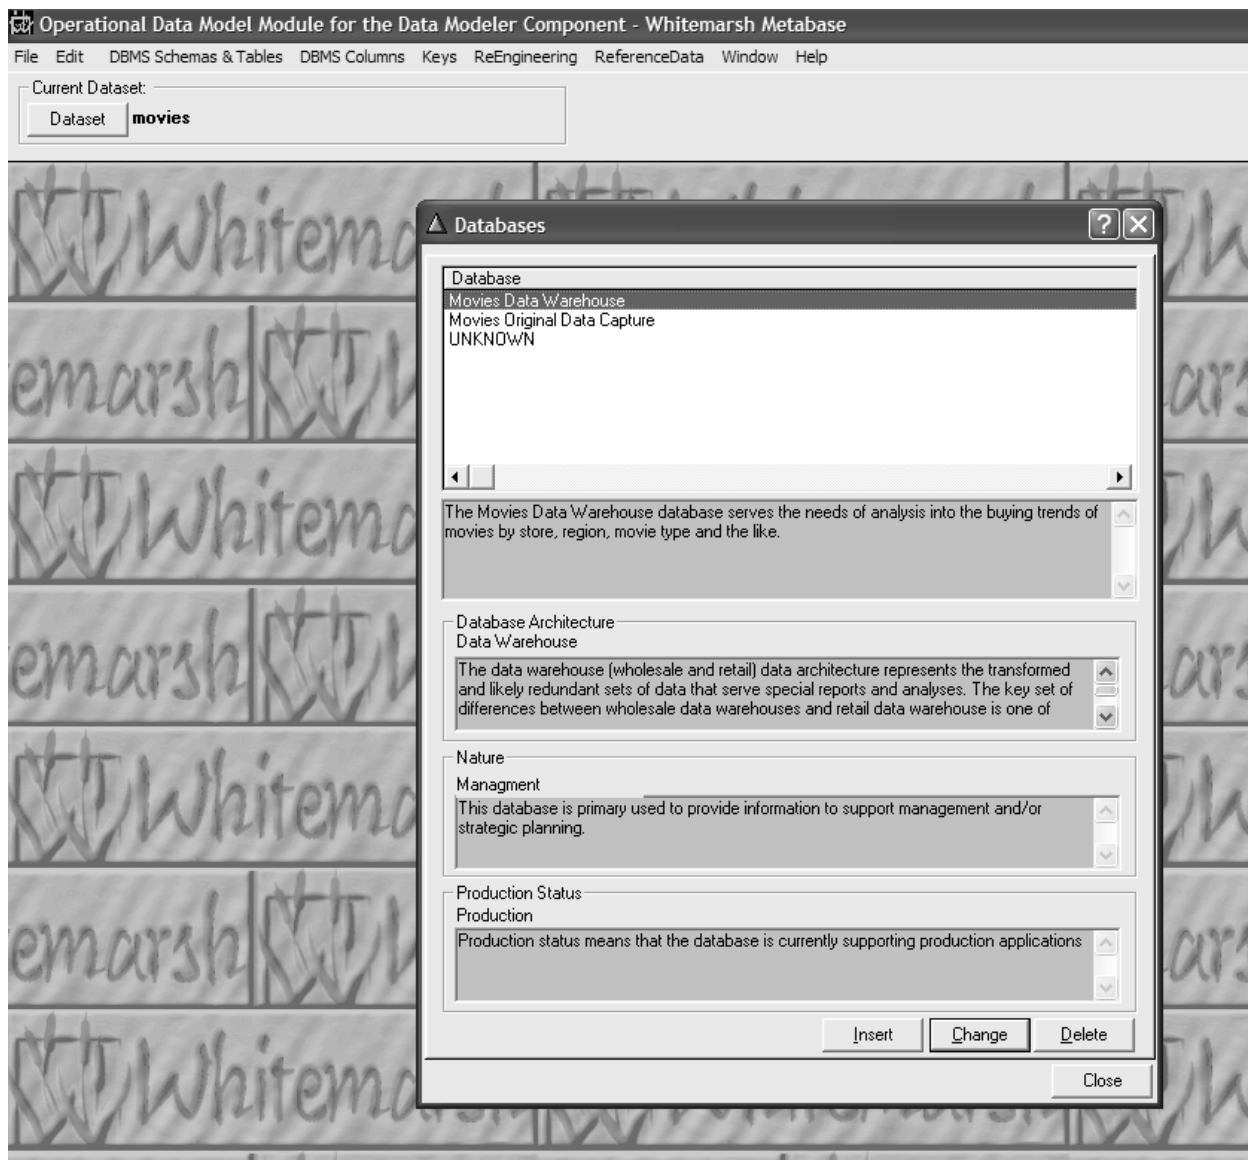 Operational Data Model Module for the Data Modeler Component - Whitemarsh Metabase
File Edit DBMS Schemas & Tables DBMS Columns Keys ReEngineering ReferenceData Window Help
Current Dataset:
Dataset movies
Whitemarsh
Databases
Database
Movies Data Warehouse
Movies Original Data Capture
UNKNOWN
The Movies Data Warehouse database serves the needs of analysis into the buying trends of
movies by store, region, movie type and the like.
Database Architecture
Data Warehouse
The data warehouse (wholesale and retail) data architecture represents the transformed
and likely redundant sets of data that serve special reports and analyses. The key set of
differences between wholesale data warehouses and retail data warehouse is one of
Nature
Managment
This database is primary used to provide information to support management and/or
strategic planning.
Production Status
Production
Production status means that the database is currently supporting production applications
Insert Change Delete
Close